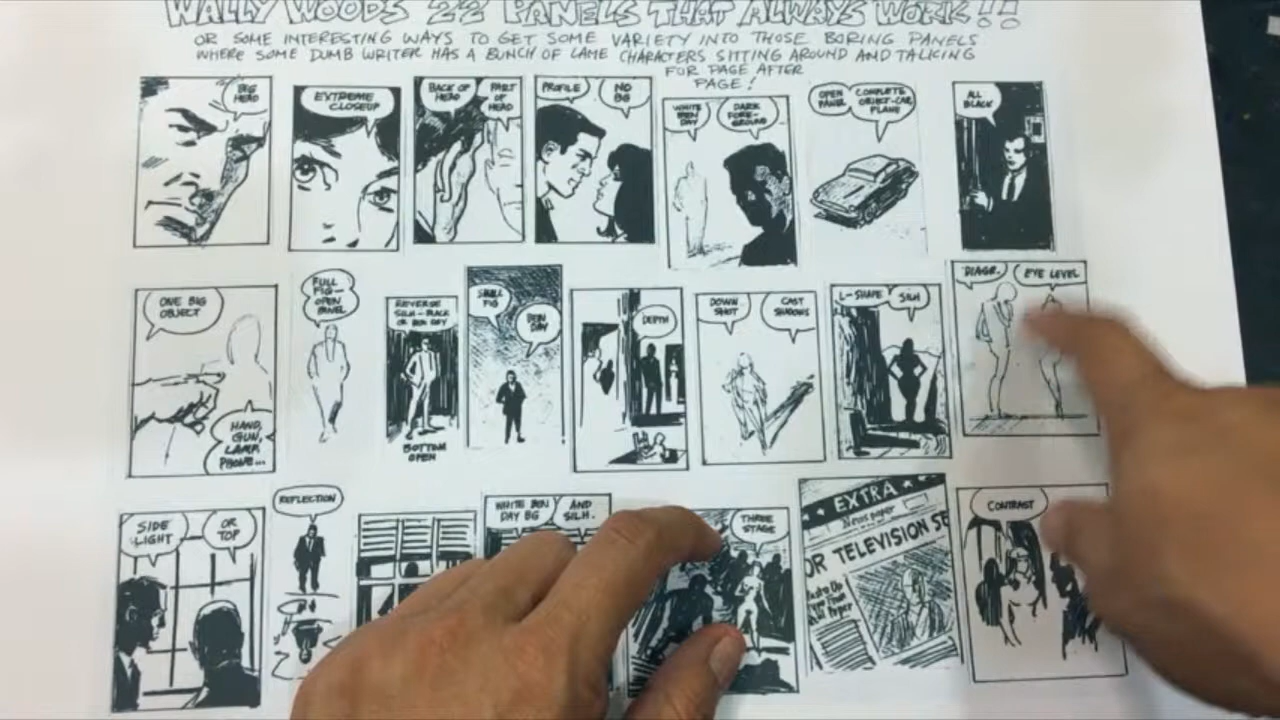 WALLY WOODS 22 PANELS THAT ALWAYS WORK!!
OR SOME INTERESTING WAYS TO GET SOME VARIETY INTO THOSE BORING PANELS
WHERE SOME DUMB WRITER HAS A BUNCH OF LAME CHARACTERS SITTING AROUND AND TALKING
FOR PAGE AFTER
PAGE!
BIG
HEAD
EXTREME
CLOSEUP
BACK OF
HEAD
PART
OF
HEAD
PROFILE
NO
BG
WHITE
BEN
DAY
DARK
FORE-
GROUND
OPEN
PANEL
COMPLETE
OBJECT-CAR,
PLANE
ALL
BLACK
ONE BIG
OBJECT
HAND,
GUN,
LAMP,
PHONE...
FULL
FIG-
OPEN
PANEL
REVERSE
SILH-BLACK
OR BEN DAY
BOTTOM
OPEN
SMALL
FIG
BEN
DAY
DEPTH
DOWN
SHOT
CAST
SHADOWS
L-SHAPE
SILH
DIAGR.
EYE LEVEL
SIDE
LIGHT
OR
TOP
REFLECTION
WHITE BEN
DAY BG
AND
SILH.
THREE
STAGE
EXTRA
Newspaper
OR TELEVISION SE
CONTRAST